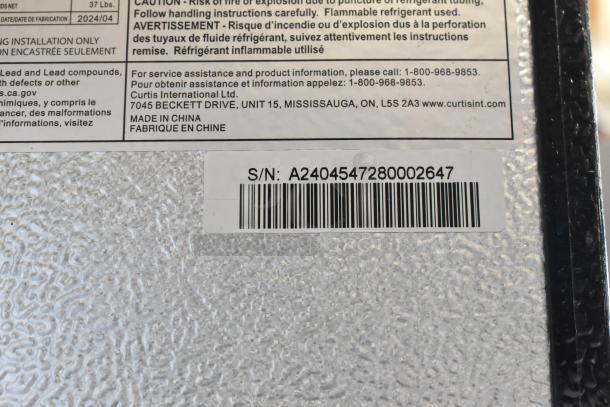 DS NET 37 Lbs.
DATE/DATE DE FABRICATION 2024/04
NG INSTALLATION ONLY
ON ENCASTRÉE SEULEMENT
Lead and Lead compounds,
th defects or other
s.ca.gov
himiques, y compris le
ancer, des malformations
'informations, visitez
CAUTION - Risk of fire or explosion due to puncture of refrigerant tubing.
Follow handling instructions carefully. Flammable refrigerant used.
AVERTISSEMENT - Risque d'incendie ou d'explosion dus à la perforation
des tuyaux de fluide réfrigérant, suivez attentivement les instructions
remise. Réfrigérant inflammable utilisé
For service assistance and product information, please call: 1-800-968-9853.
Pour obtenir assistance et information appelez: 1-800-968-9853.
Curtis International Ltd.
7045 BECKETT DRIVE, UNIT 15, MISSISSAUGA, ON, L5S 2A3 www.curtisint.com
MADE IN CHINA
FABRIQUE EN CHINE
S/N: A2404547280002647